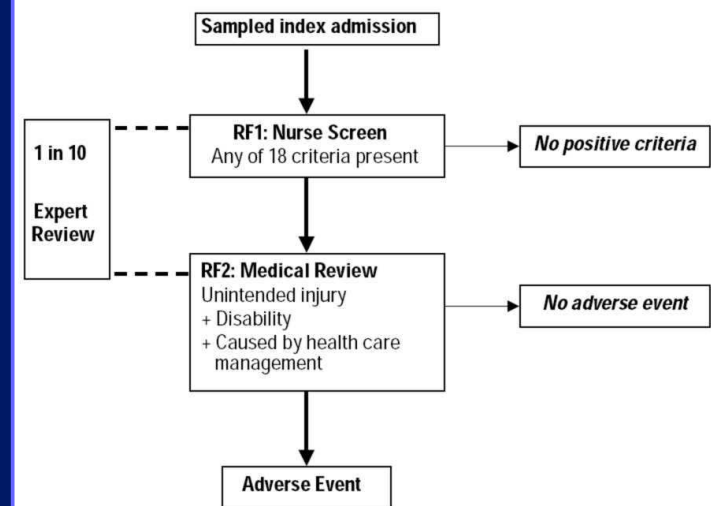 Sampled index admission
RF1: Nurse Screen
Any of 18 criteria present
No positive criteria
1 in 10
Expert
Review
RF2: Medical Review
Unintended injury
+ Disability
+ Caused by health care
management
No adverse event
Adverse Event